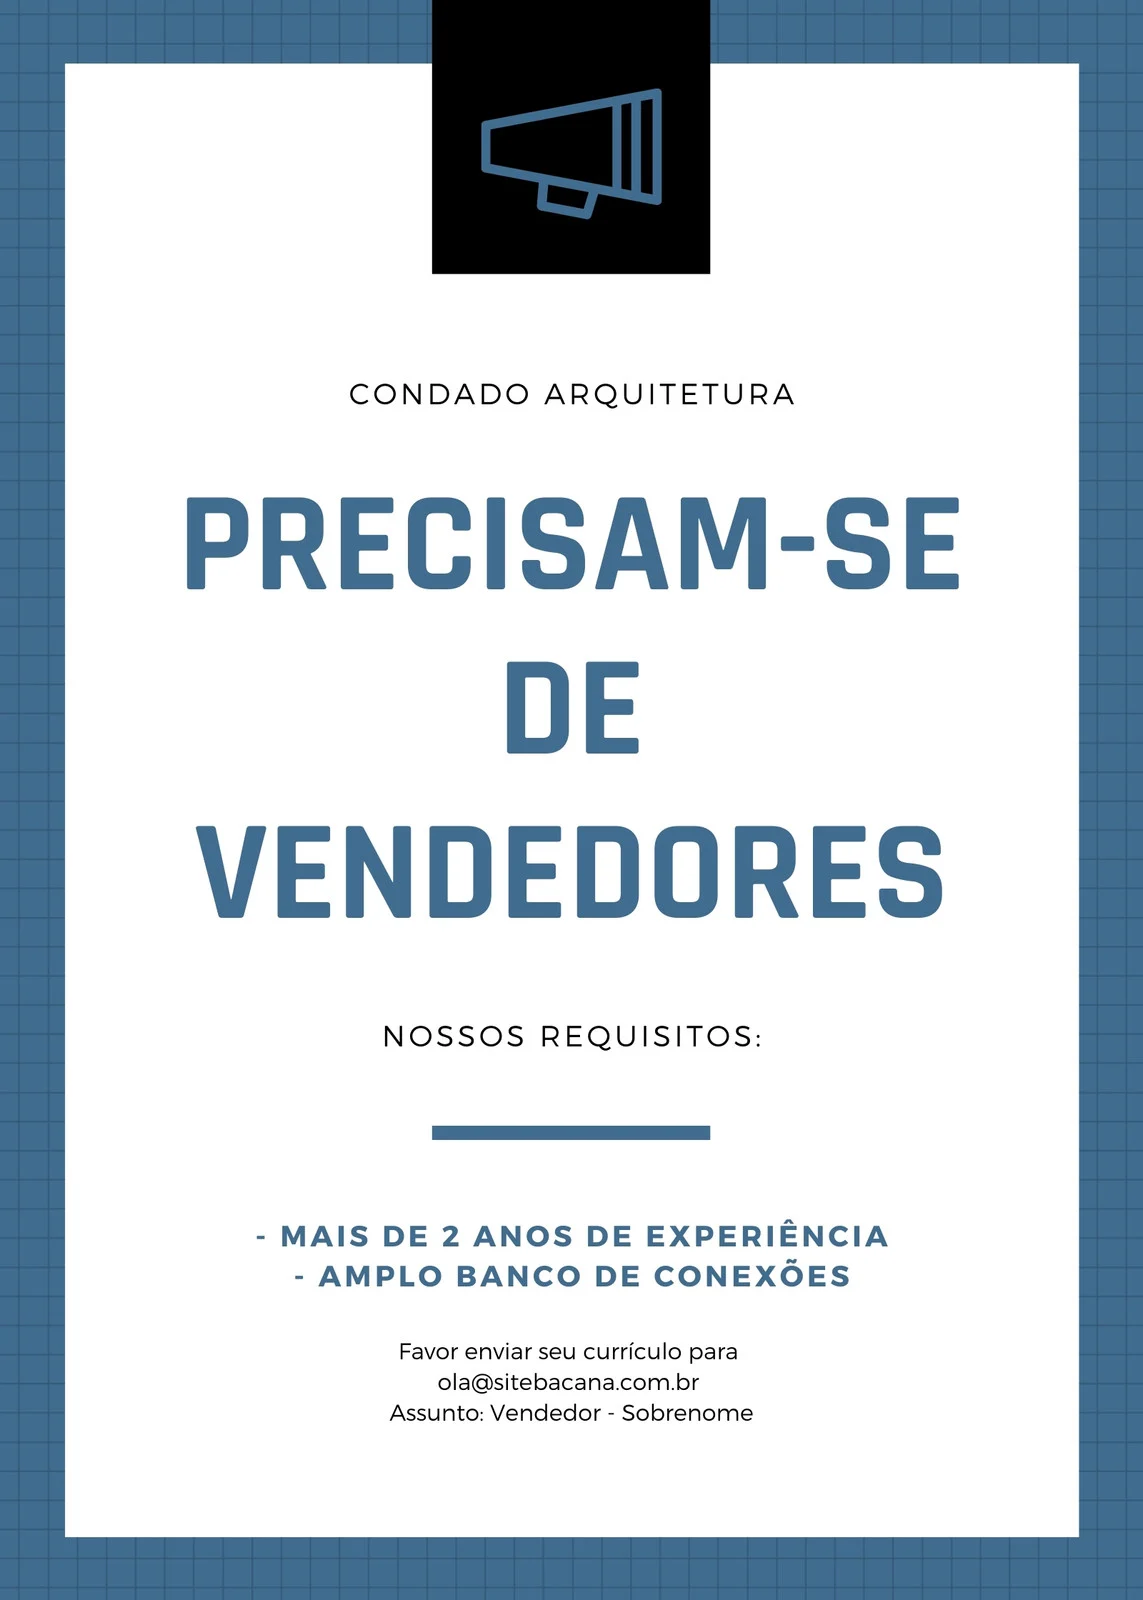 CONDADO ARQUITETURA
PRECISAM-SE
DE
VENDEDORES
NOSSOS REQUISITOS:
- MAIS DE 2 ANOS DE EXPERIÊNCIA
- AMPLO BANCO DE CONEXÕES
Favor enviar seu currículo para
ola@sitebacana.com.br
Assunto: Vendedor - Sobrenome